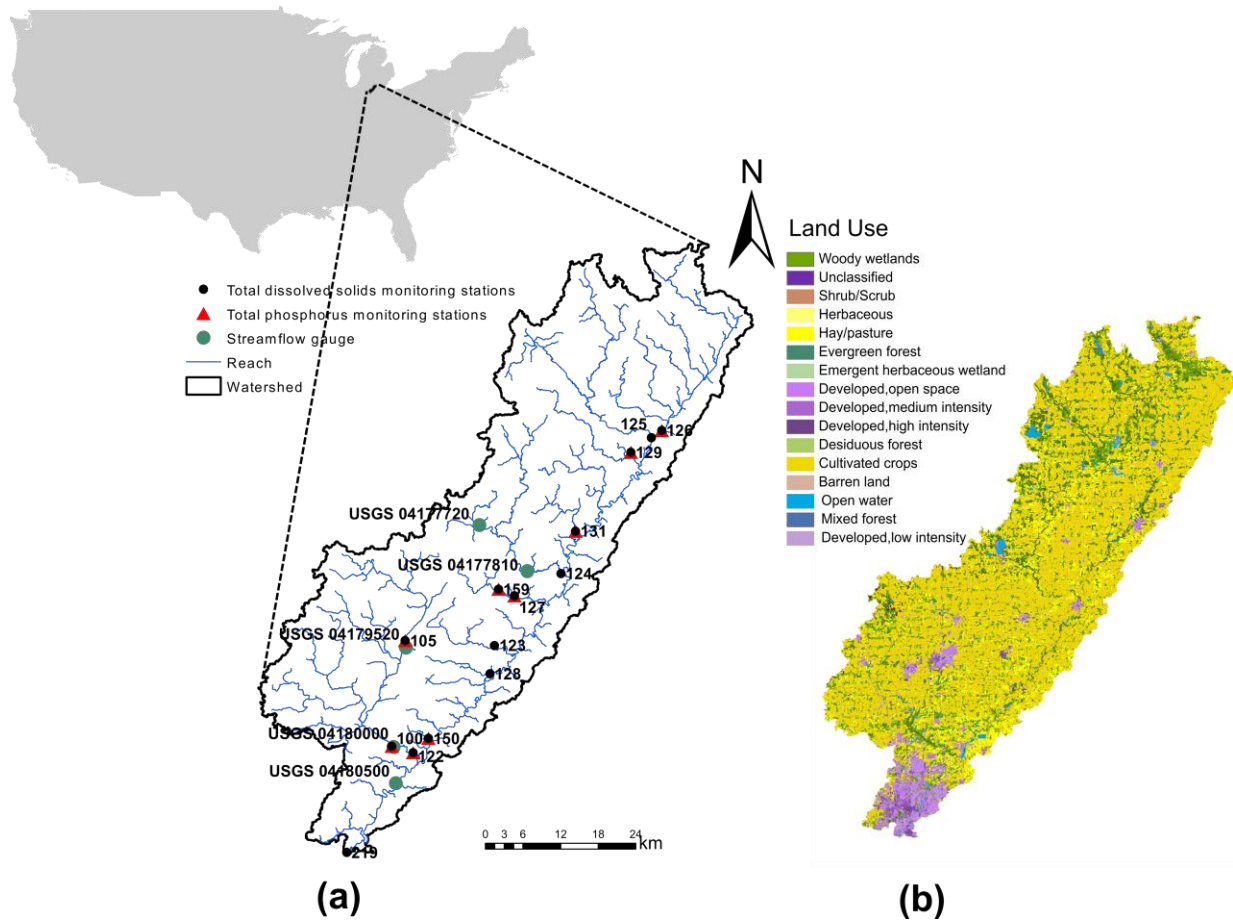 N
Total dissolved solids monitoring stations
Total phosphorus monitoring stations
Streamflow gauge
Reach
Watershed
125
126
129
USGS 04177720
131
USGS 04177810
124
159
127
USGS 04179520
105
123
128
USGS 04180000
100
150
122
USGS 04180500
219
0 3 6 12 18 24
km
(a)
Land Use
Woody wetlands
Unclassified
Shrub/Scrub
Herbaceous
Hay/pasture
Evergreen forest
Emergent herbaceous wetland
Developed,open space
Developed,medium intensity
Developed,high intensity
Desiduous forest
Cultivated crops
Barren land
Open water
Mixed forest
Developed,low intensity
(b)